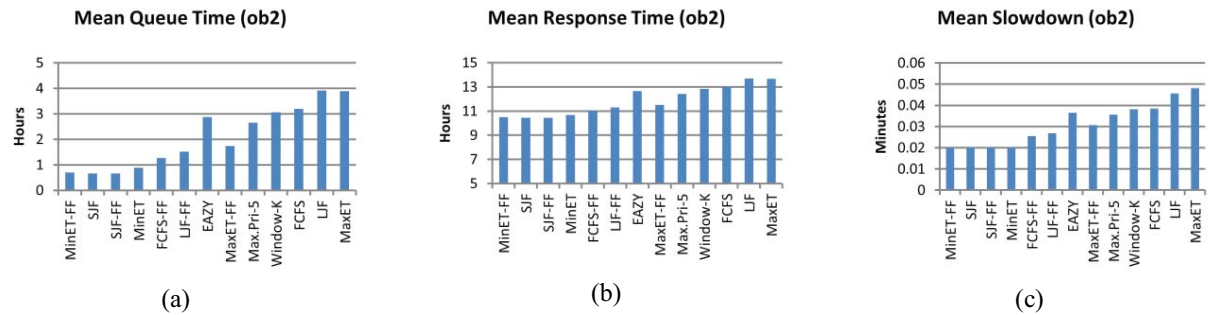 Mean Queue Time (ob2)
Hours
5
4
3
2
1
0
MinET-FF
SJF
SJF-FF
MinET
FCFS-FF
LJF-FF
EAZY
MaxET-FF
Max.Pri-5
Window-K
FCFS
LJF
MaxET
(a)
Mean Response Time (ob2)
Hours
15
13
11
9
7
5
MinET-FF
SJF
SJF-FF
MinET
FCFS-FF
LJF-FF
EAZY
MaxET-FF
Max.Pri-5
Window-K
FCFS
LJF
MaxET
(b)
Mean Slowdown (ob2)
Minutes
0.06
0.05
0.04
0.03
0.02
0.01
0
MinET-FF
SJF
SJF-FF
MinET
FCFS-FF
LJF-FF
EAZY
MaxET-FF
Max.Pri-5
Window-K
FCFS
LJF
MaxET
(c)